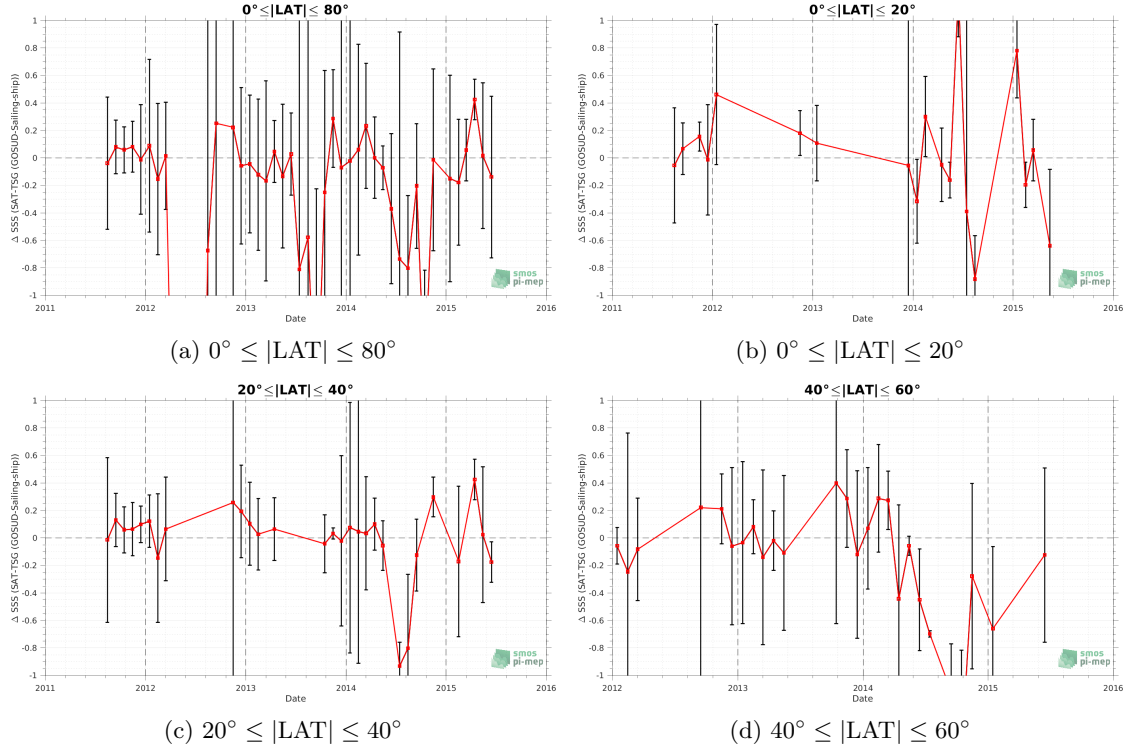 0°≤|LAT|≤ 80°
Δ SSS (SAT-TSG (GOSUD-Sailing-ship))
1
0.8
0.6
0.4
0.2
0
-0.2
-0.4
-0.6
-0.8
-1
2011
2012
2013
2014
2015
2016
Date
smos
pi-mep
(a) 0° ≤ |LAT| ≤ 80°
0°≤|LAT|≤ 20°
Δ SSS (SAT-TSG (GOSUD-Sailing-ship))
1
0.8
0.6
0.4
0.2
0
-0.2
-0.4
-0.6
-0.8
-1
2011
2012
2013
2014
2015
2016
Date
smos
pi-mep
(b) 0° ≤ |LAT| ≤ 20°
20°≤|LAT|≤ 40°
Δ SSS (SAT-TSG (GOSUD-Sailing-ship))
1
0.8
0.6
0.4
0.2
0
-0.2
-0.4
-0.6
-0.8
-1
2011
2012
2013
2014
2015
2016
Date
smos
pi-mep
(c) 20° ≤ |LAT| ≤ 40°
40°≤|LAT|≤ 60°
Δ SSS (SAT-TSG (GOSUD-Sailing-ship))
1
0.8
0.6
0.4
0.2
0
-0.2
-0.4
-0.6
-0.8
-1
2012
2013
2014
2015
2016
Date
smos
pi-mep
(d) 40° ≤ |LAT| ≤ 60°